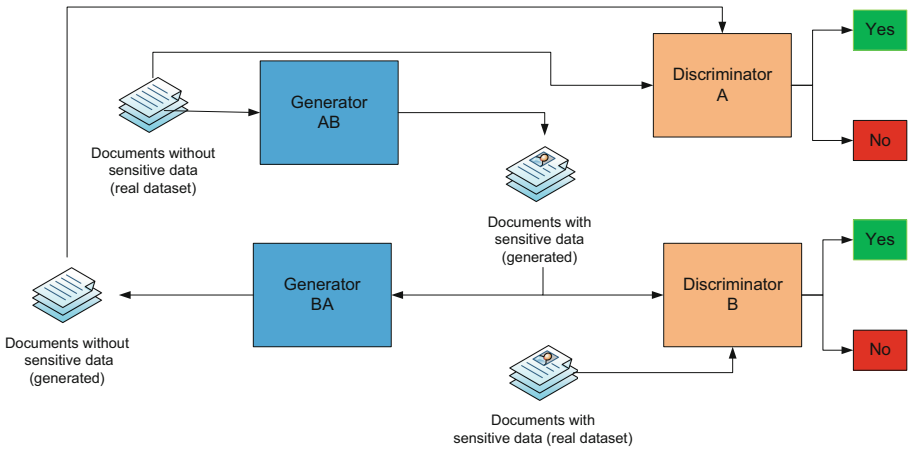 Yes
Discriminator
A
Generator
AB
No
Documents without
sensitive data
(real dataset)
Documents with
sensitive data
(generated)
Yes
Generator
BA
Discriminator
B
Documents without
sensitive data
(generated)
No
Documents with
sensitive data (real dataset)